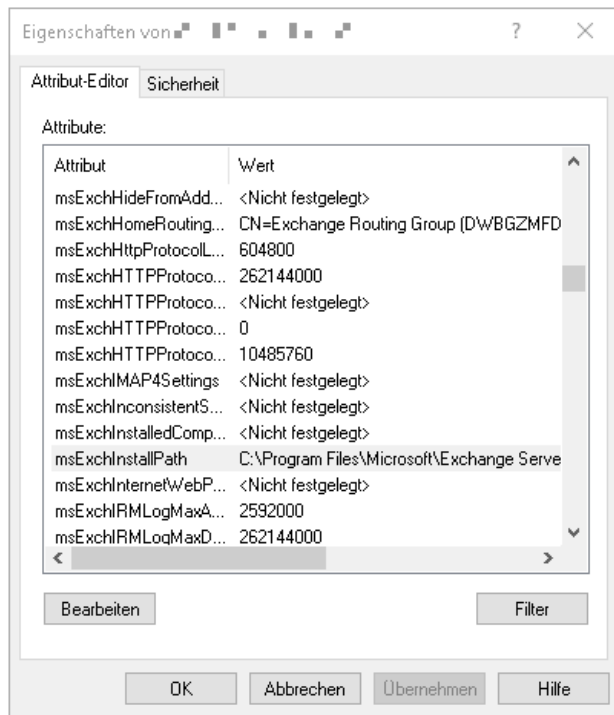 Eigenschaften von
Attribut-Editor Sicherheit
Attribute:
Attribut Wert
msExchHideFromAdd... <Nicht festgelegt>
msExchHomeRouting... CN=Exchange Routing Group (DWBGZMFD
msExchHttpProtocolL... 604800
msExchHTTPProtoco... 262144000
msExchHTTPProtoco... <Nicht festgelegt>
msExchHTTPProtoco... 0
msExchHTTPProtoco... 10485760
msExchIMAP4Settings <Nicht festgelegt>
msExchInconsistentS... <Nicht festgelegt>
msExchInstalledComp... <Nicht festgelegt>
msExchInstallPath C:\Program Files\Microsoft\Exchange Serve
msExchInternetWebP... <Nicht festgelegt>
msExchIRMLogMaxA... 2592000
msExchIRMLogMaxD... 262144000
Bearbeiten Filter
OK Abbrechen Übernehmen Hilfe